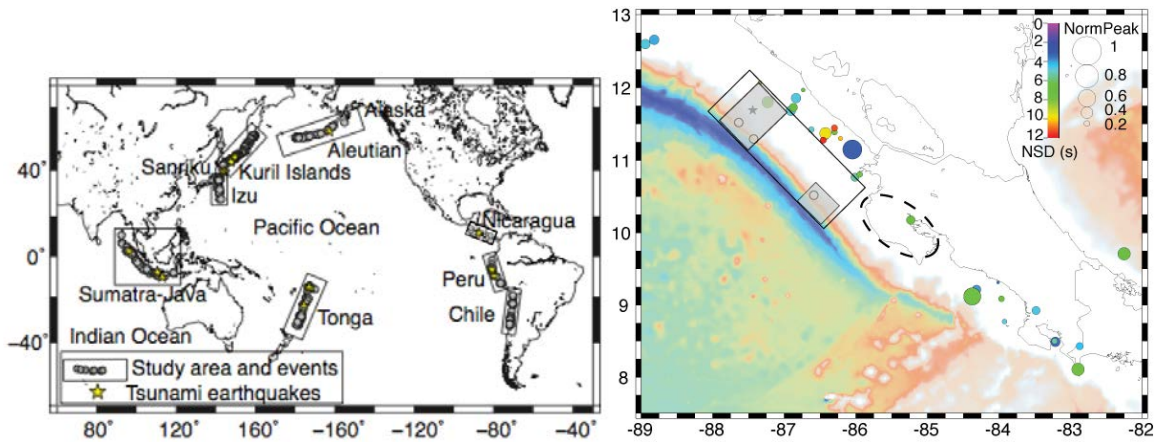 Alaska
Aleutian
Sanriku
Kuril Islands
Izu
Nicaragua
Pacific Ocean
Sumatra-Java
Peru
Tonga
Chile
Indian Ocean
Study area and events
Tsunami earthquakes
40°
0°
−40°
80° 120° 160° −160° −120° −80° −40°
13
12
11
10
9
8
−89 −88 −87 −86 −85 −84 −83 −82
0
2
4
6
8
10
12
NSD (s)
NormPeak
1
0.8
0.6
0.4
0.2